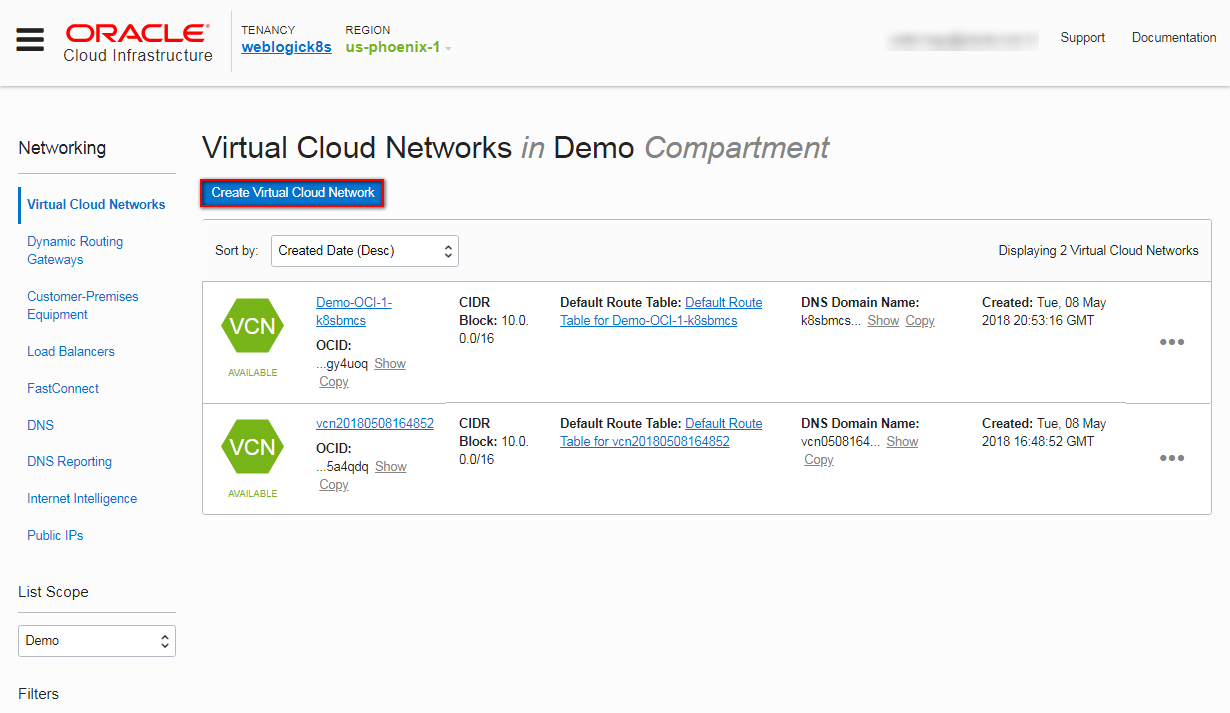 ORACLE®
Cloud Infrastructure
TENANCY
weblogick8s
REGION
us-phoenix-1
Support
Documentation
Networking
Virtual Cloud Networks
Dynamic Routing
Gateways
Customer-Premises
Equipment
Load Balancers
FastConnect
DNS
DNS Reporting
Internet Intelligence
Public IPs
List Scope
Demo
Filters
Virtual Cloud Networks in Demo Compartment
Create Virtual Cloud Network
Sort by: Created Date (Desc)
Displaying 2 Virtual Cloud Networks
VCN
AVAILABLE
Demo-OCI-1-
k8sbmcs
OCID:
...gy4uoq Show
Copy
CIDR
Block: 10.0.
0.0/16
Default Route Table: Default Route
Table for Demo-OCI-1-k8sbmcs
DNS Domain Name:
k8sbmcs... Show Copy
Created: Tue, 08 May
2018 20:53:16 GMT
VCN
AVAILABLE
vcn20180508164852
OCID:
...5a4qdq Show
Copy
CIDR
Block: 10.0.
0.0/16
Default Route Table: Default Route
Table for vcn20180508164852
DNS Domain Name:
vcn0508164... Show
Copy
Created: Tue, 08 May
2018 16:48:52 GMT